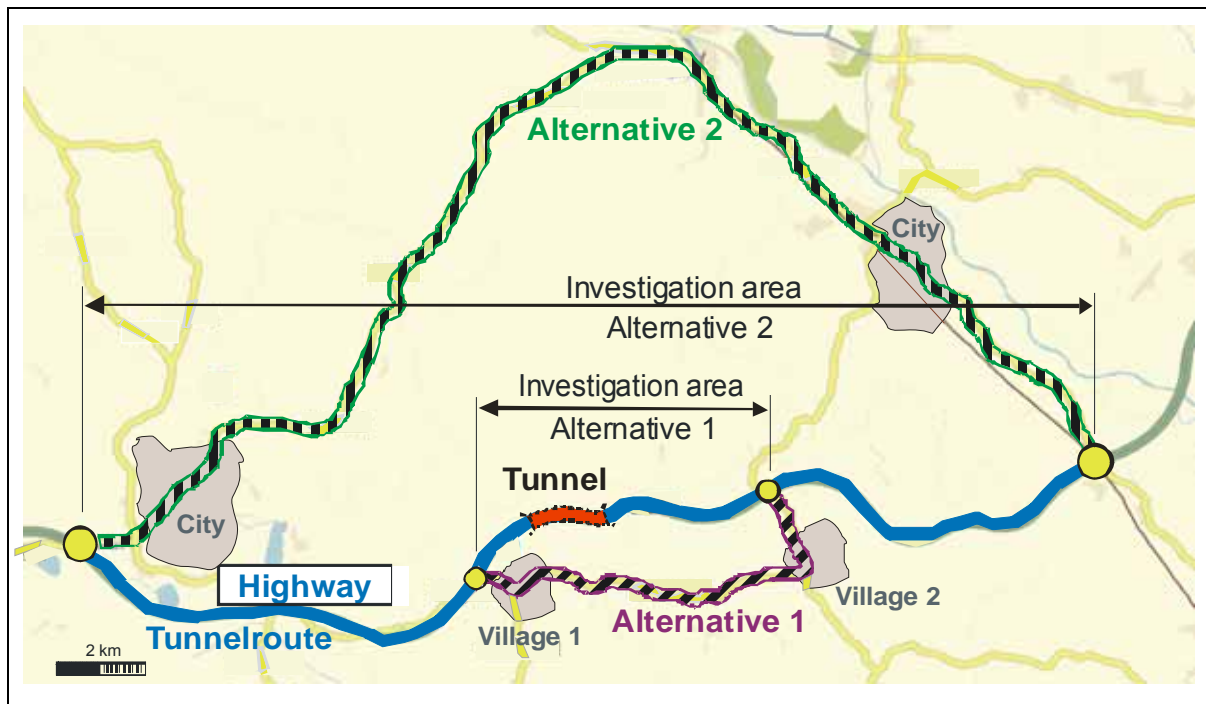 Alternative 2
City
Investigation area
Alternative 2
Investigation area
Alternative 1
Tunnel
City
Highway
Tunnelroute
Village 1
Alternative 1
Village 2
2 km